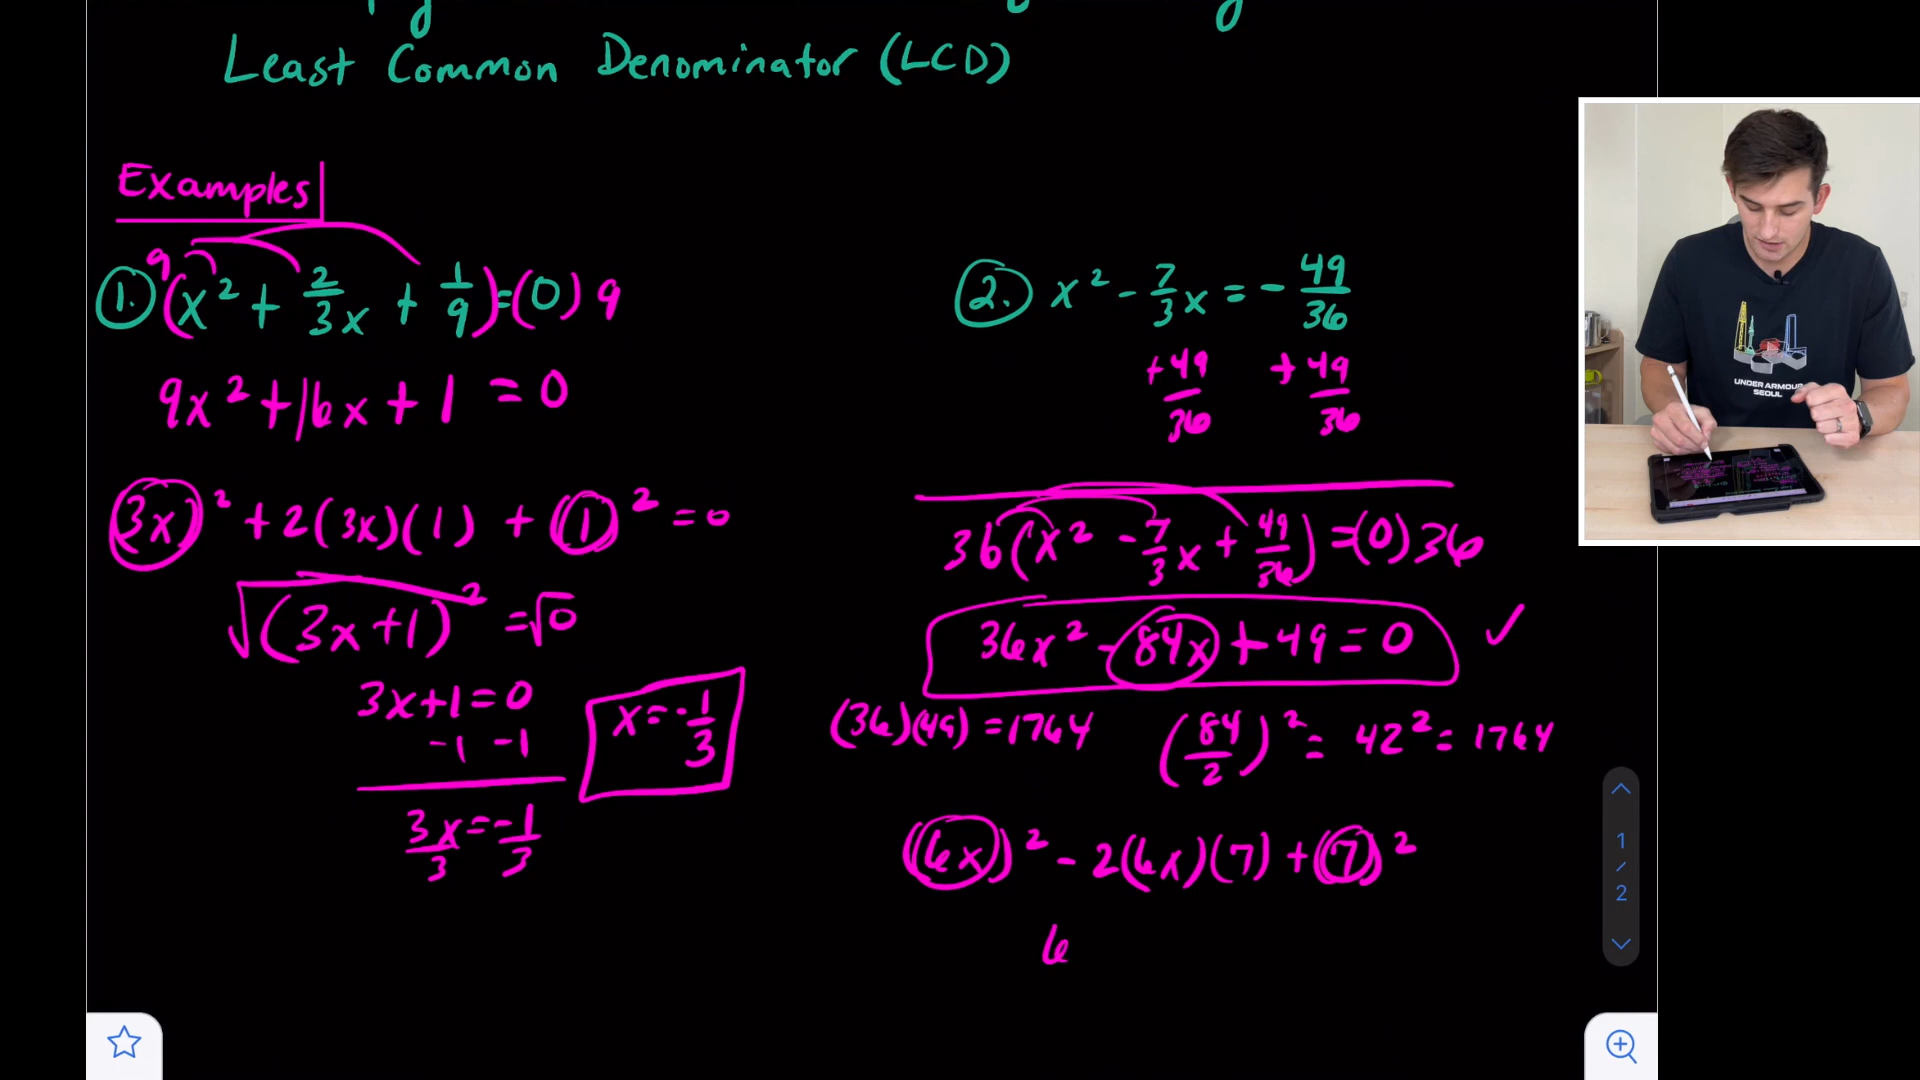 Least Common Denominator (LCD)
Examples
1. 9(x² + 2/3x + 1/9) = (0)9
9x² + 16x + 1 = 0
(3x)² + 2(3x)(1) + (1)² = 0
√(3x+1)² = √0
3x+1=0
-1 -1
3x/3 = -1/3
x = -1/3
2. x² - 7/3x = - 49/36
+49/36 +49/36
36(x² - 7/3x + 49/36) = (0)36
36x² - 84x + 49 = 0 ✓
(36)(49) = 1764 (84/2)² = 42² = 1764
(6x)² - 2(6x)(7) + (7)²
6
UNDER ARMOUR
SEOUL
1
/
2